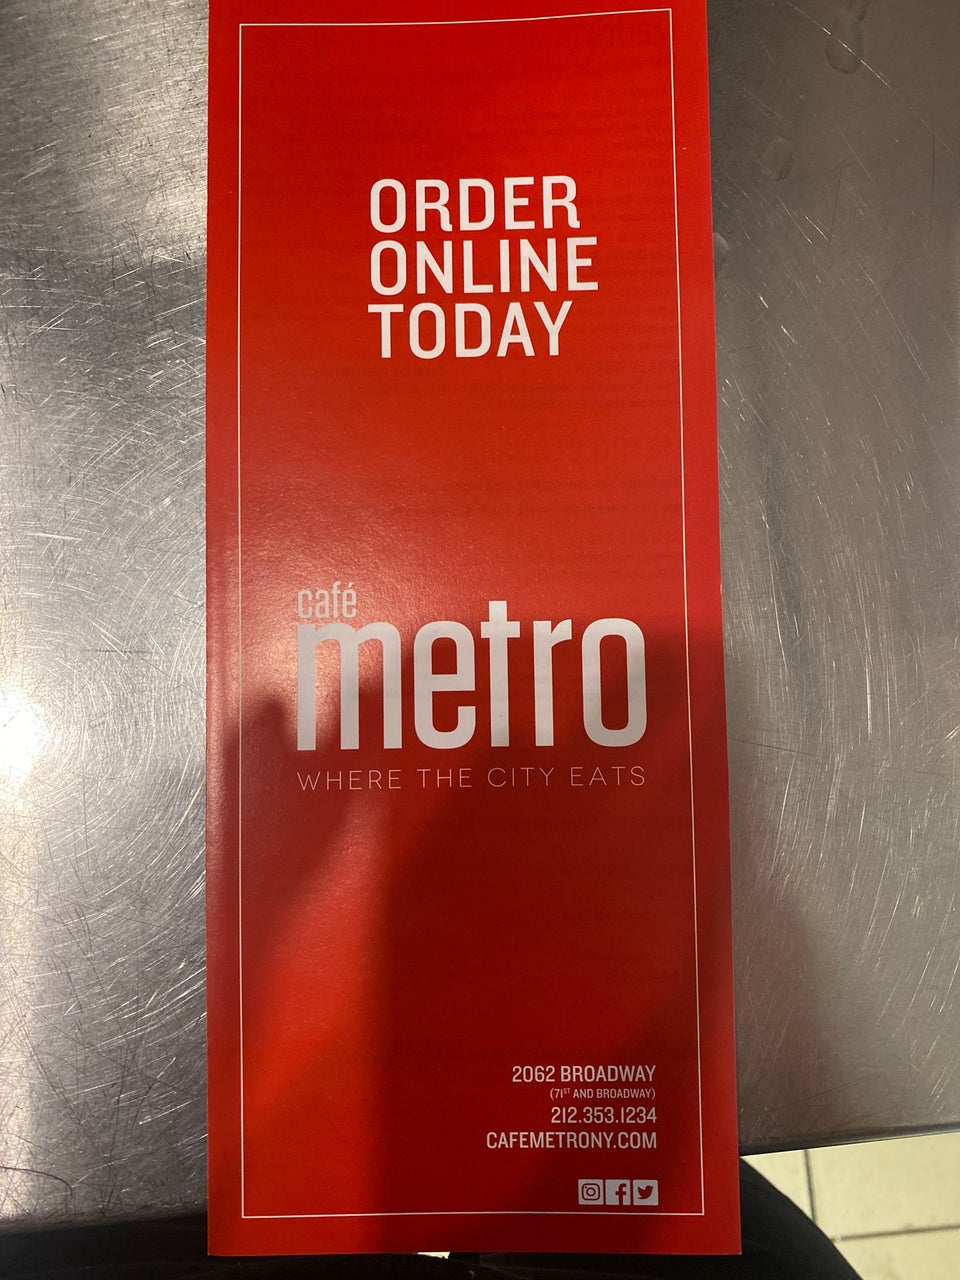 ORDER
ONLINE
TODAY
café
metro
WHERE THE CITY EATS
2062 BROADWAY
(71ST AND BROADWAY)
212.353.1234
CAFEMETRONY.COM